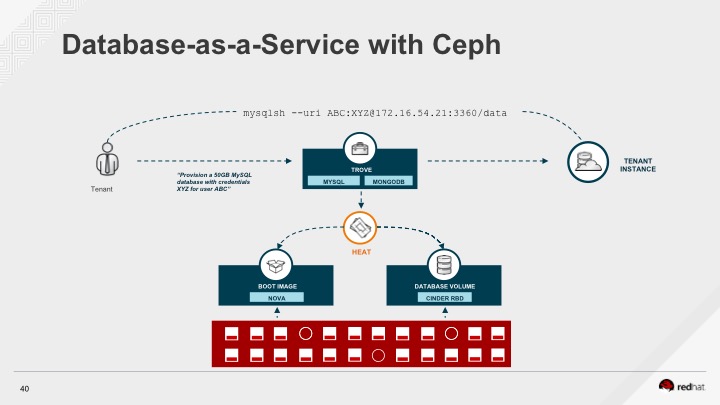 Database-as-a-Service with Ceph
mysqlsh --uri ABC:XYZ@172.16.54.21:3360/data
Tenant
"Provision a 50GB MySQL
database with credentials
XYZ for user ABC"
TROVE
MYSQL
MONGODB
TENANT
INSTANCE
HEAT
BOOT IMAGE
NOVA
DATABASE VOLUME
CINDER RBD
40
redhat.